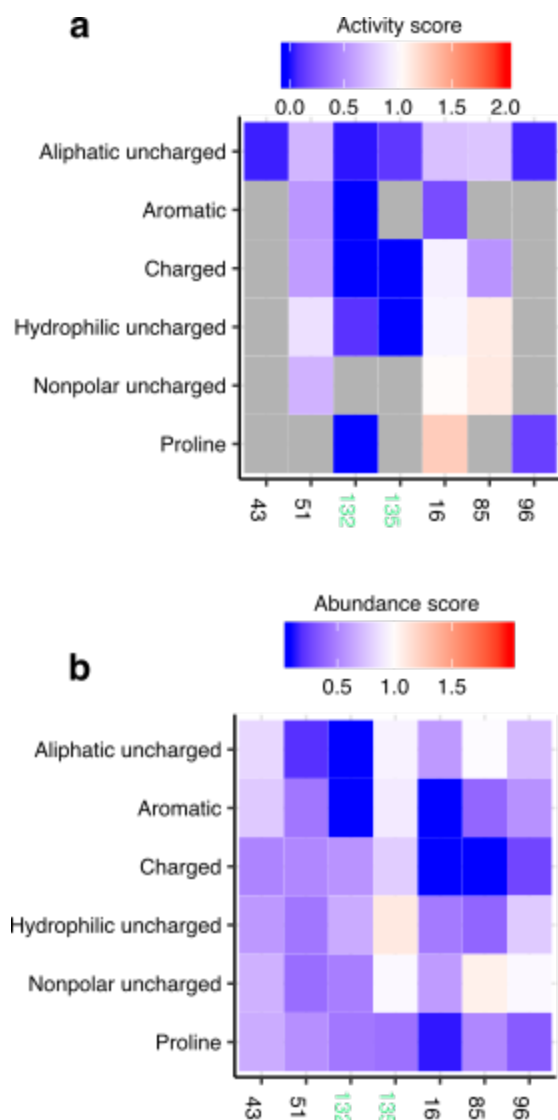 a
Activity score
0.0 0.5 1.0 1.5 2.0
Aliphatic uncharged
Aromatic
Charged
Hydrophilic uncharged
Nonpolar uncharged
Proline
43 51 132 135 16 85 96
Abundance score
b
0.5 1.0 1.5
Aliphatic uncharged
Aromatic
Charged
Hydrophilic uncharged
Nonpolar uncharged
Proline
43 51 132 135 16 85 96